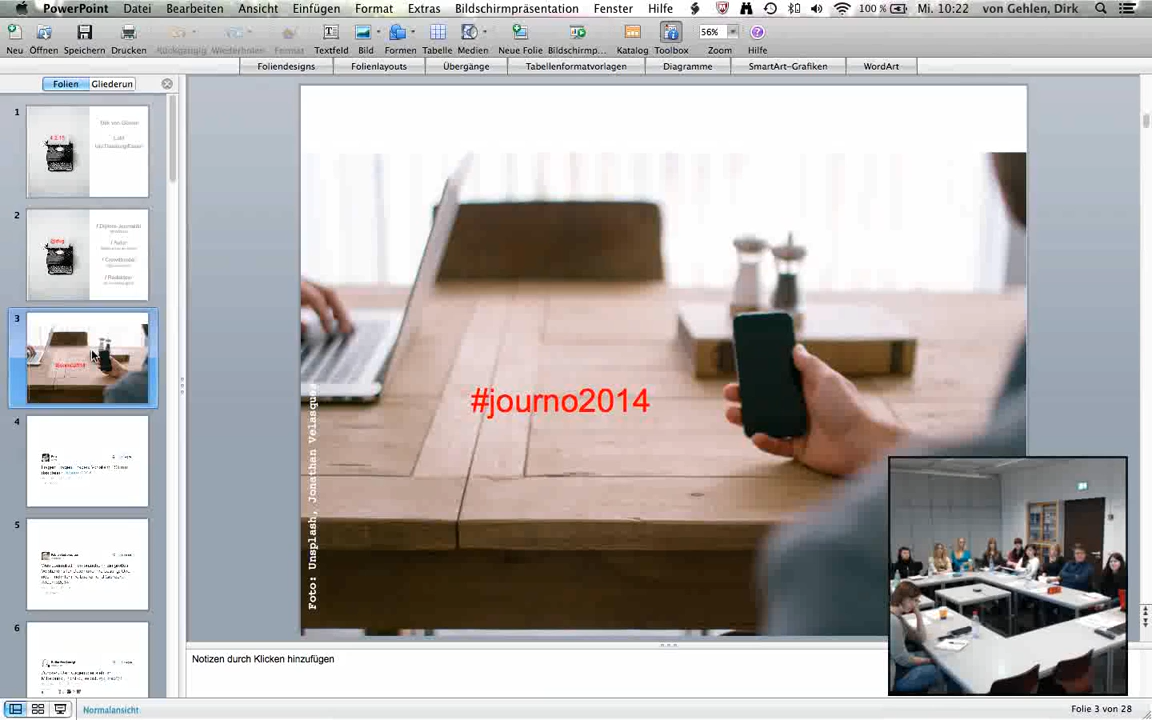 PowerPoint Datei Bearbeiten Ansicht Einfügen Format Extras Bildschirmpräsentation Fenster Hilfe 100 % Mi. 10:22 von Gehlen, Dirk
Neu Öffnen Speichern Drucken Rückgängig Wiederholen Format Textfeld Bild Formen Tabelle Medien Neue Folie Bildschirmp... Katalog Toolbox 56% Zoom Hilfe
Foliendesigns Folienlayouts Übergänge Tabellenformatvorlagen Diagramme SmartArt-Grafiken WordArt
Folien Gliederun
1
2
3
#journo2014
4
5
6
#journo2014
Foto: Unsplash, Jonathan Velasquez
Notizen durch Klicken hinzufügen
Normalansicht
Folie 3 von 28